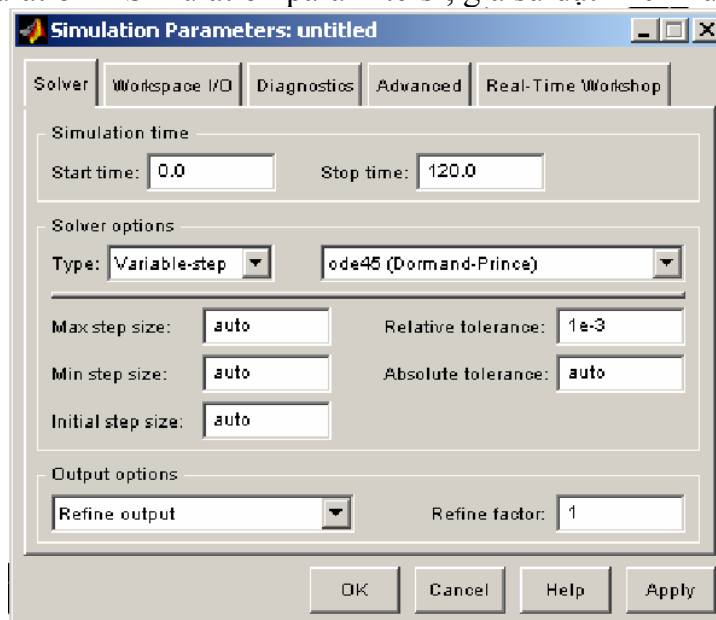 Simulation Parameters: untitled
Solver Workspace I/O Diagnostics Advanced Real-Time Workshop
Simulation time
Start time: 0.0 Stop time: 120.0
Solver options
Type: Variable-step ode45 (Dormand-Prince)
Max step size: auto Relative tolerance: 1e-3
Min step size: auto Absolute tolerance: auto
Initial step size: auto
Output options
Refine output Refine factor: 1
OK Cancel Help Apply